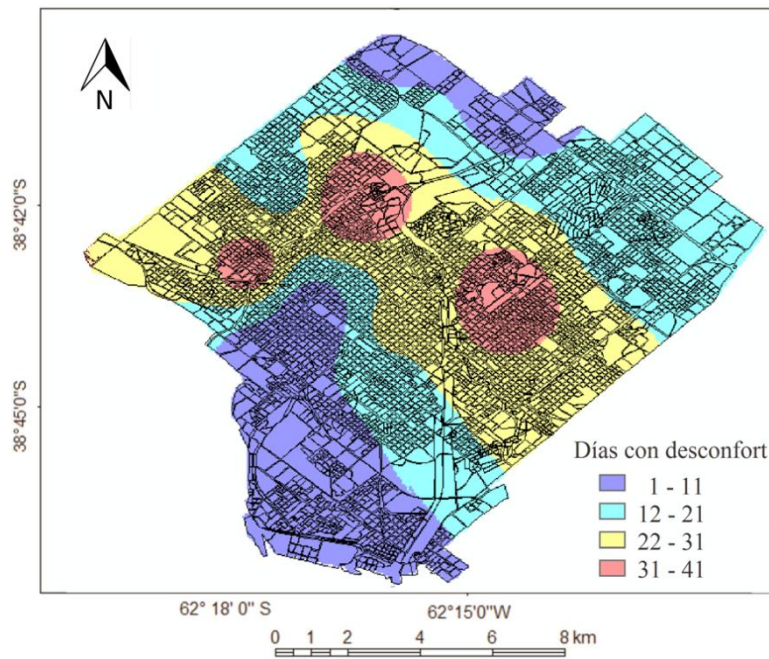 N
38°42'0"S
38°45'0"S
Días con desconfort
1 - 11
12 - 21
22 - 31
31 - 41
62° 18' 0" S
62°15'0"W
0 1 2 4 6 8 km